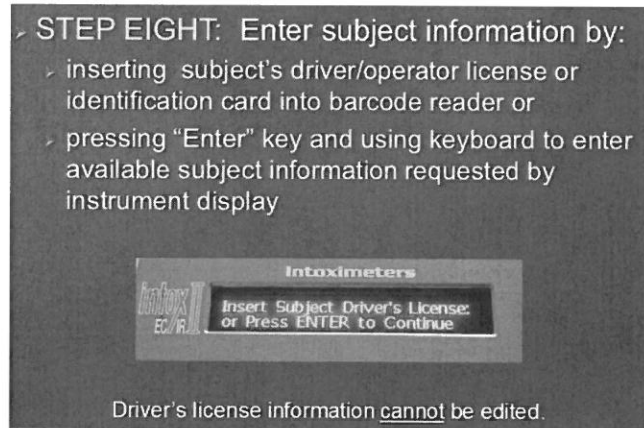 STEP EIGHT: Enter subject information by:
inserting subject's driver/operator license or
identification card into barcode reader or
pressing "Enter" key and using keyboard to enter
available subject information requested by
instrument display
Intoximeters
intox II
EC/IR
Insert Subject Driver's License:
or Press ENTER to Continue
Driver's license information cannot be edited.